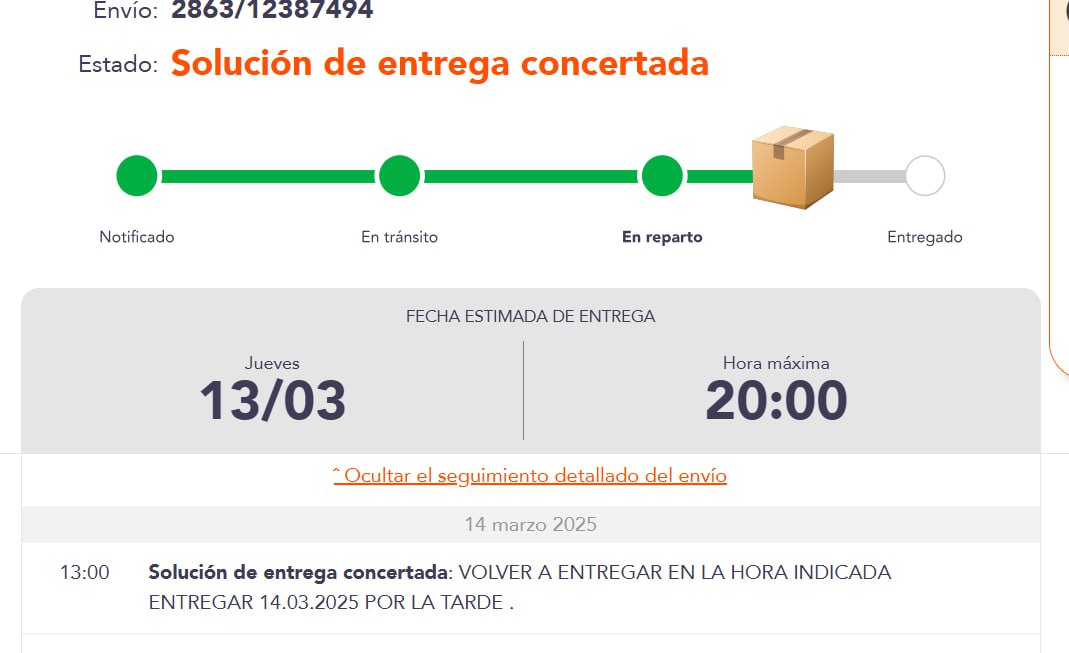 Envío: 2863/12387494
Estado: Solución de entrega concertada
Notificado
En tránsito
En reparto
Entregado
FECHA ESTIMADA DE ENTREGA
Jueves
13/03
Hora máxima
20:00
ˆ Ocultar el seguimiento detallado del envío
14 marzo 2025
13:00 Solución de entrega concertada: VOLVER A ENTREGAR EN LA HORA INDICADA
ENTREGAR 14.03.2025 POR LA TARDE .